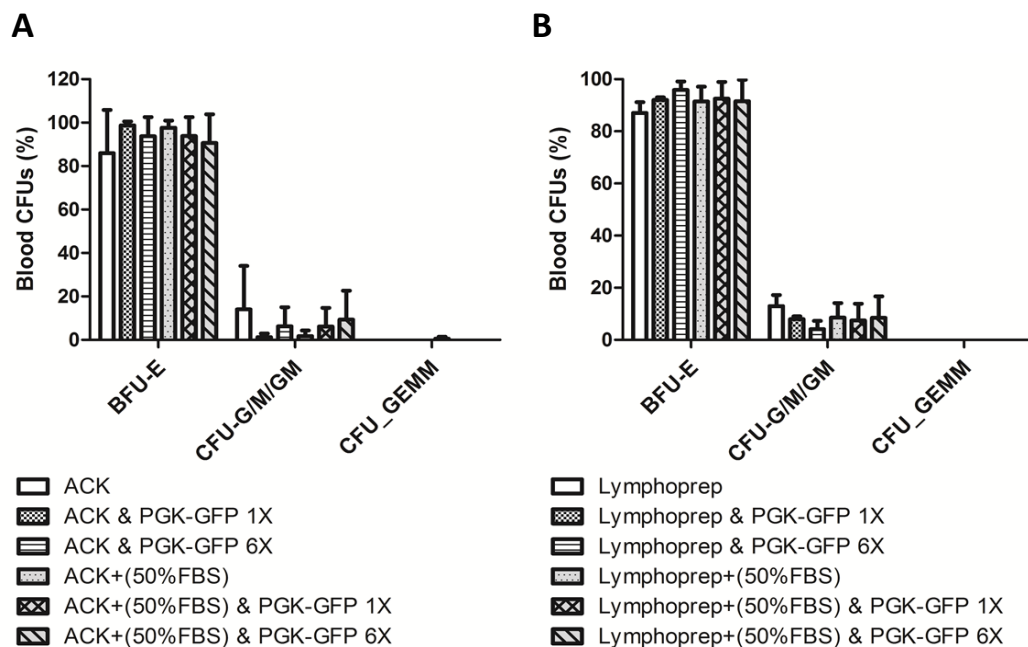 A
B
Blood CFUs (%)
120
100
80
60
40
20
0
BFU-E
CFU-G/M/GM
CFU_GEMM
ACK
ACK & PGK-GFP 1X
ACK & PGK-GFP 6X
ACK+(50%FBS)
ACK+(50%FBS) & PGK-GFP 1X
ACK+(50%FBS) & PGK-GFP 6X
Blood CFUs (%)
100
80
60
40
20
0
BFU-E
CFU-G/M/GM
CFU_GEMM
Lymphoprep
Lymphoprep & PGK-GFP 1X
Lymphoprep & PGK-GFP 6X
Lymphoprep+(50%FBS)
Lymphoprep+(50%FBS) & PGK-GFP 1X
Lymphoprep+(50%FBS) & PGK-GFP 6X